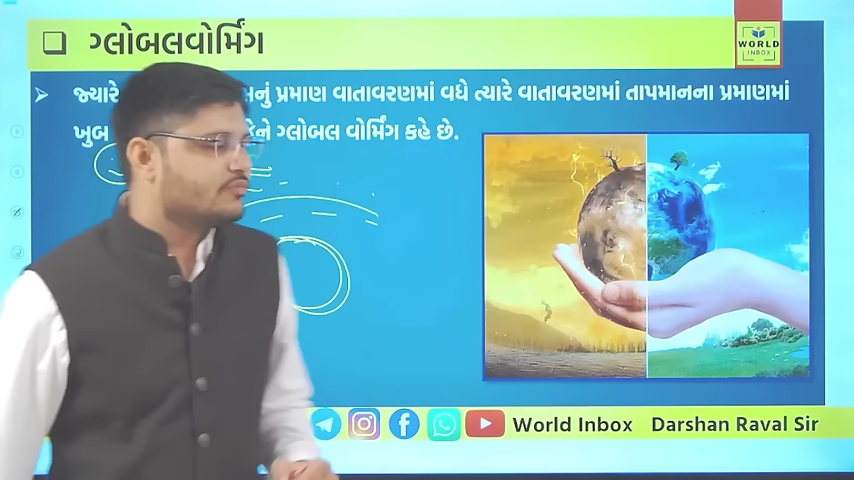 ગ્લોબલવોર્મિંગ
WORLD
INBOX
જ્યારે નું પ્રમાણ વાતાવરણમાં વધે ત્યારે વાતાવરણમાં તાપમાનના પ્રમાણમાં
ખુબ ગ્લોબલ વોર્મિંગ કહે છે.
World Inbox Darshan Raval Sir